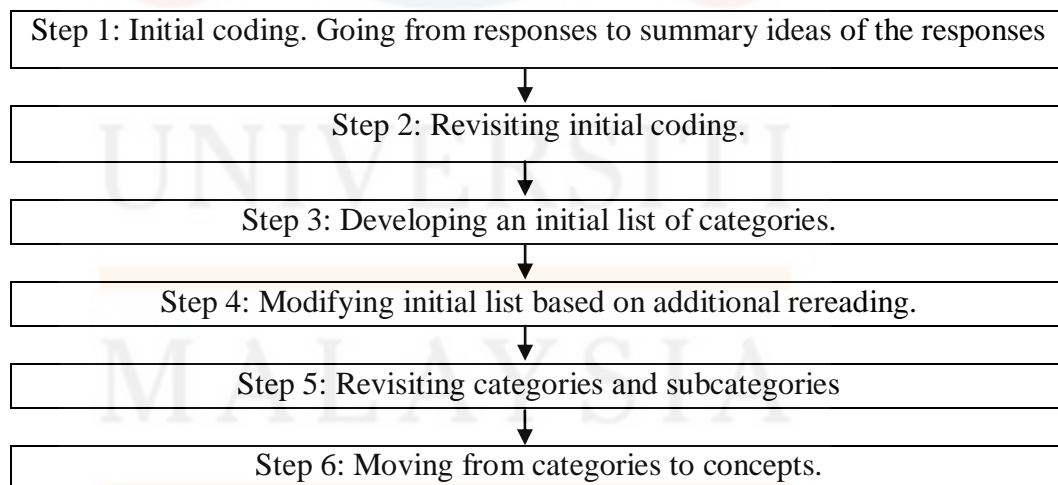 Step 1: Initial coding. Going from responses to summary ideas of the responses
Step 2: Revisiting initial coding.
UNIVERSITI
Step 3: Developing an initial list of categories.
Step 4: Modifying initial list based on additional rereading.
MALAYSIA
Step 5: Revisiting categories and subcategories
Step 6: Moving from categories to concepts.